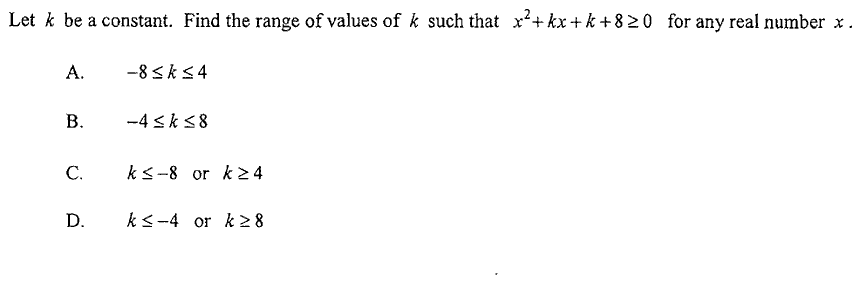 Let k be a constant. Find the range of values of k such that x²+ kx + k + 8 ≥ 0 for any real number x .
A. −8 ≤ k ≤ 4
B. −4 ≤ k ≤ 8
C. k ≤ −8 or k ≥ 4
D. k ≤ −4 or k ≥ 8